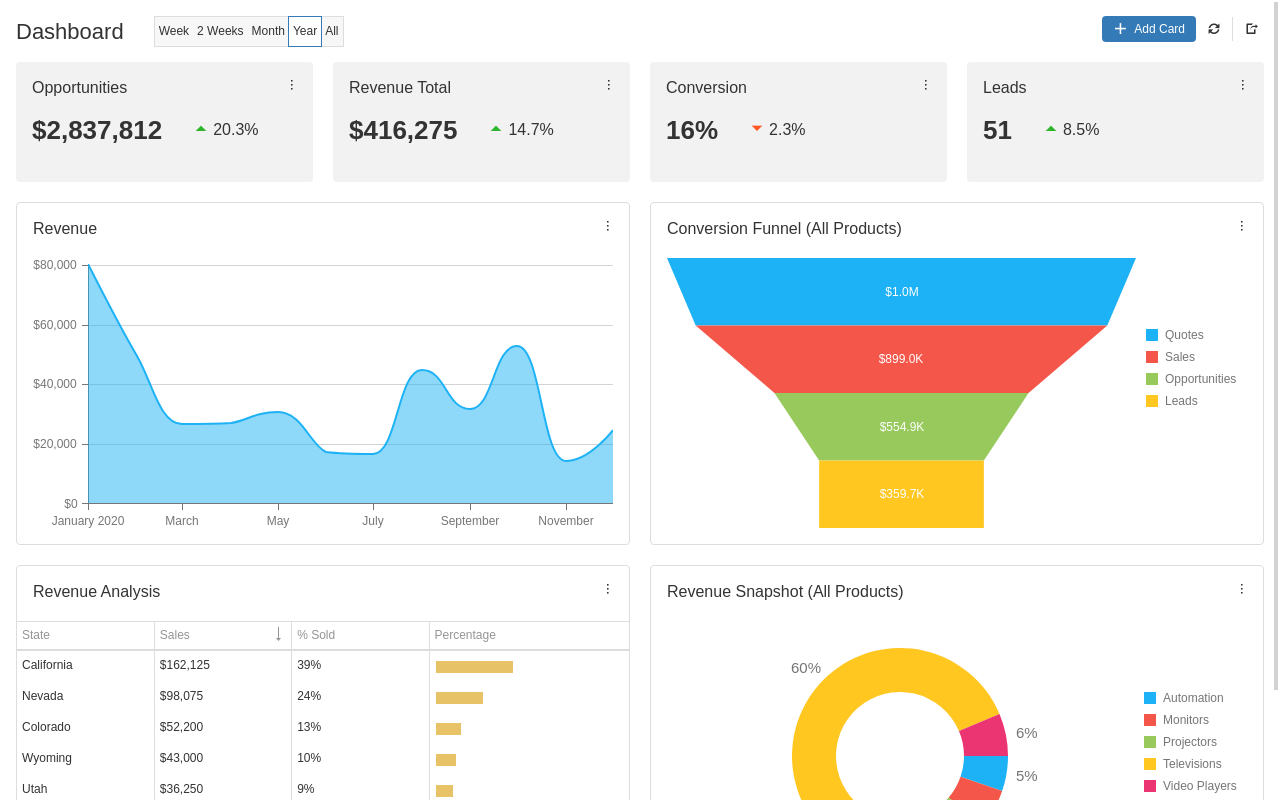 Dashboard
Week 2 Weeks Month Year All
Add Card
Opportunities
$2,837,812 20.3%
Revenue Total
$416,275 14.7%
Conversion
16% 2.3%
Leads
51 8.5%
Revenue
$80,000
$60,000
$40,000
$20,000
$0
January 2020 March May July September November
Conversion Funnel (All Products)
$1.0M
$899.0K
$554.9K
$359.7K
Quotes
Sales
Opportunities
Leads
Revenue Analysis
State Sales % Sold Percentage
California $162,125 39%
Nevada $98,075 24%
Colorado $52,200 13%
Wyoming $43,000 10%
Utah $36,250 9%
Revenue Snapshot (All Products)
60%
6%
5%
Automation
Monitors
Projectors
Televisions
Video Players